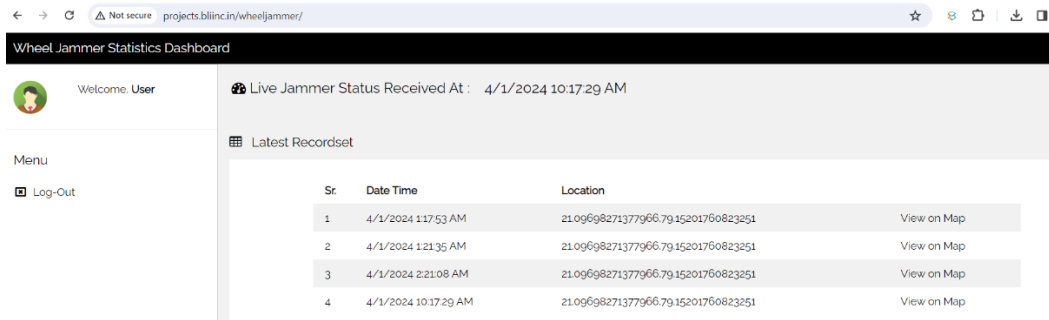 Not secure projects.bliinc.in/wheeljammer/
Wheel Jammer Statistics Dashboard
Welcome, User
Live Jammer Status Received At : 4/1/2024 10:17:29 AM
Latest Recordset
Menu
Log-Out
Sr. Date Time Location
1 4/1/2024 1:17:53 AM 21.09698271377966,79.15201760823251 View on Map
2 4/1/2024 1:21:35 AM 21.09698271377966,79.15201760823251 View on Map
3 4/1/2024 2:21:08 AM 21.09698271377966,79.15201760823251 View on Map
4 4/1/2024 10:17:29 AM 21.09698271377966,79.15201760823251 View on Map